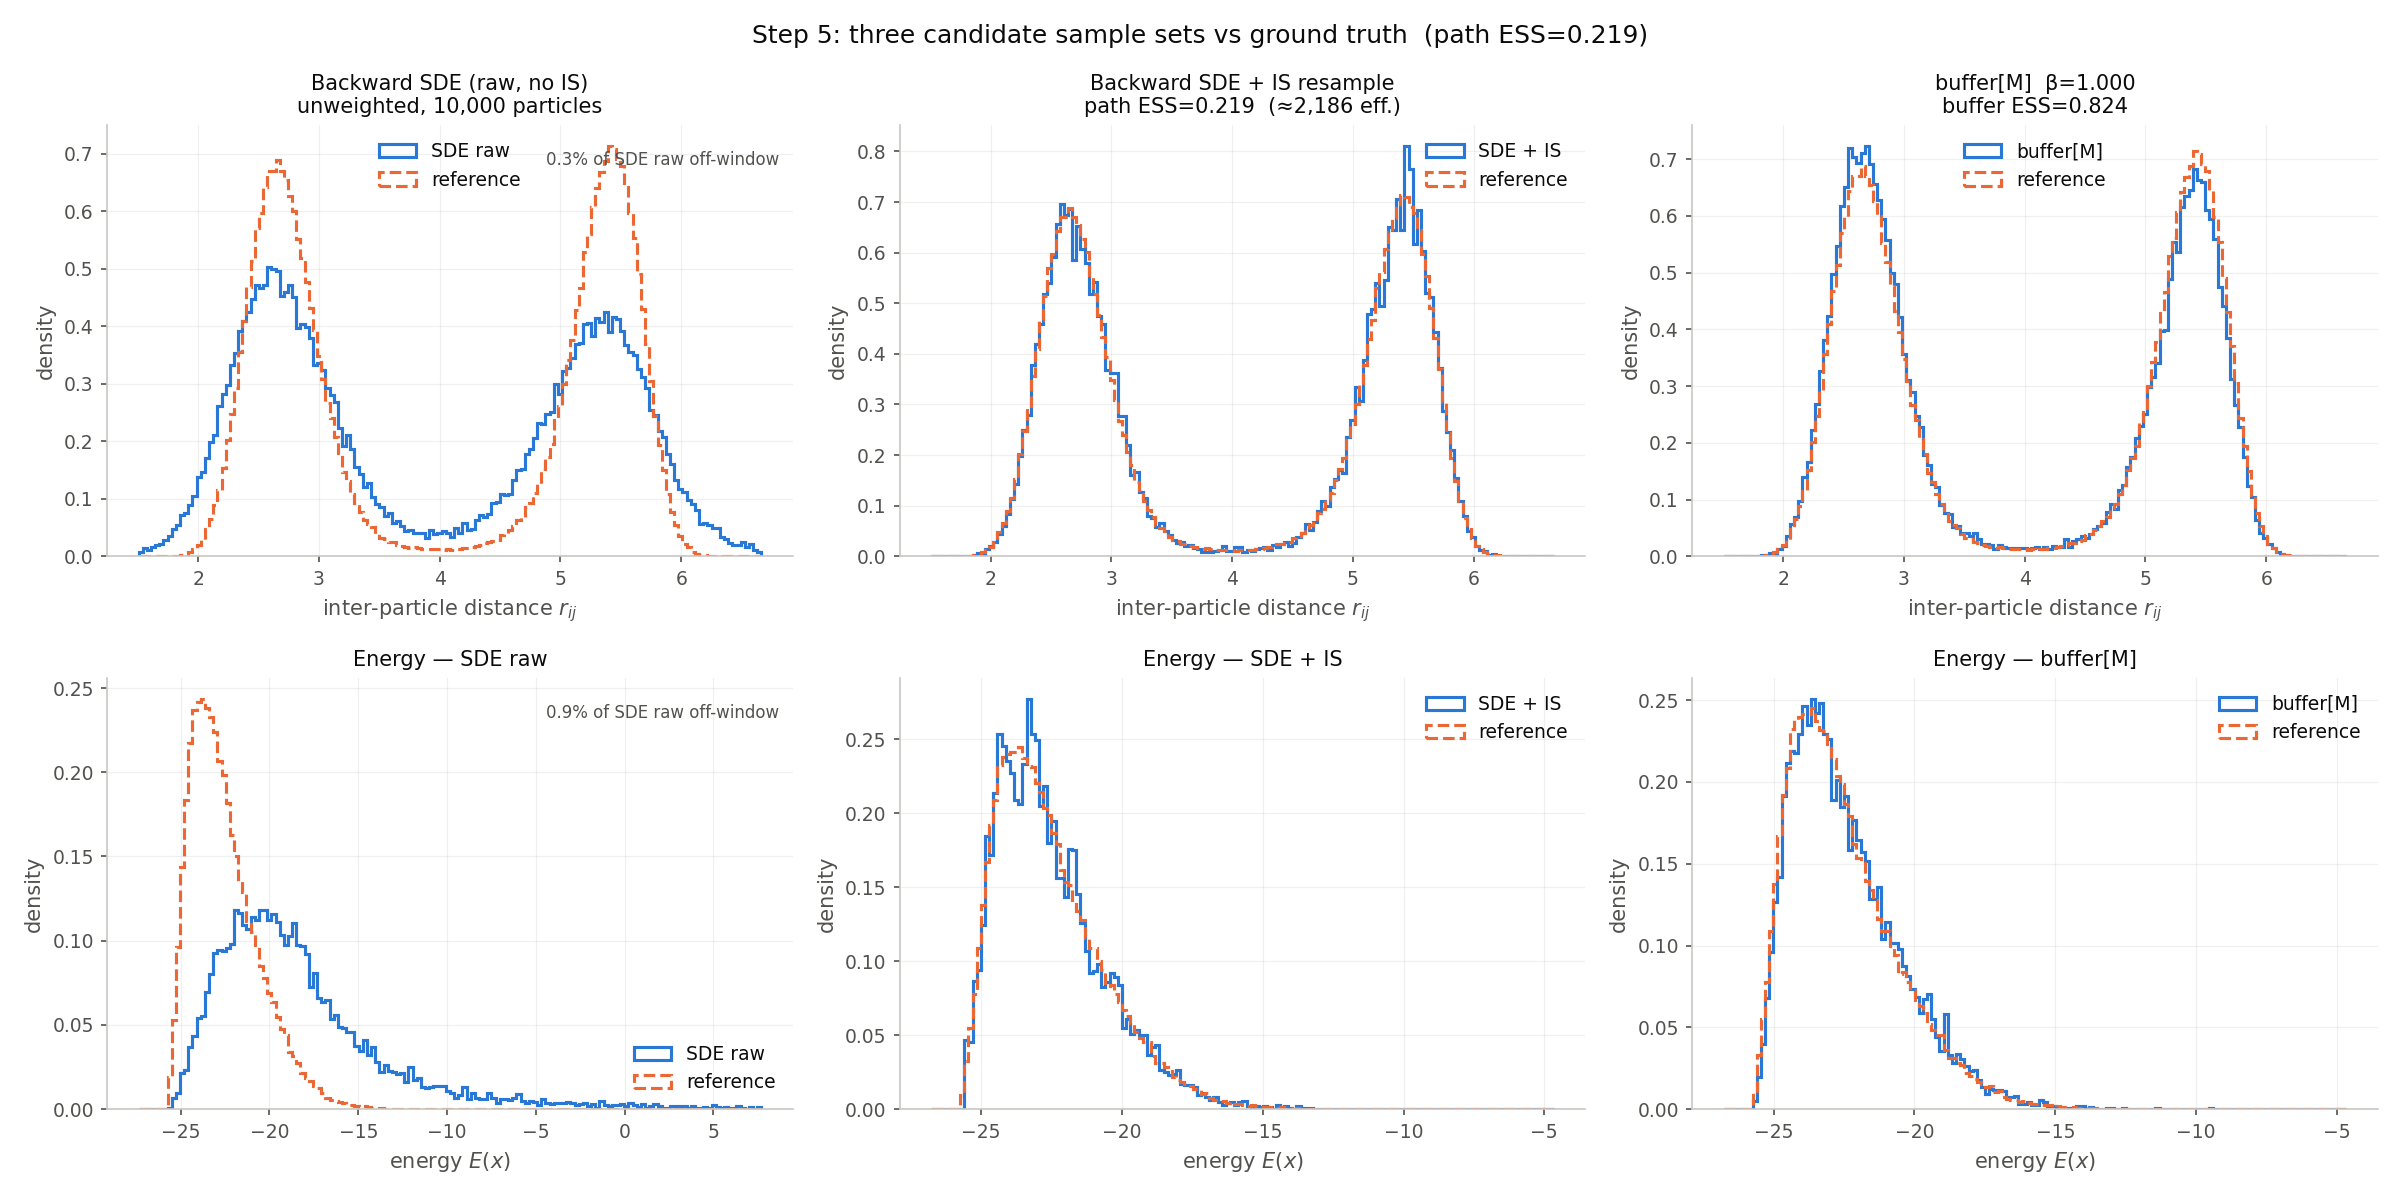 Step 5: three candidate sample sets vs ground truth  (path ESS=0.219)
Backward SDE (raw, no IS)
unweighted, 10,000 particles
SDE raw
reference
0.3% of SDE raw off-window
0.7
0.6
0.5
0.4
0.3
0.2
0.1
0.0
density
2 3 4 5 6
inter-particle distance r_ij
Backward SDE + IS resample
path ESS=0.219  (≈2,186 eff.)
SDE + IS
reference
0.8
0.7
0.6
0.5
0.4
0.3
0.2
0.1
0.0
density
2 3 4 5 6
inter-particle distance r_ij
buffer[M]  β=1.000
buffer ESS=0.824
buffer[M]
reference
0.7
0.6
0.5
0.4
0.3
0.2
0.1
0.0
density
2 3 4 5 6
inter-particle distance r_ij
Energy — SDE raw
0.9% of SDE raw off-window
SDE raw
reference
0.25
0.20
0.15
0.10
0.05
0.00
density
−25 −20 −15 −10 −5 0 5
energy E(x)
Energy — SDE + IS
SDE + IS
reference
0.25
0.20
0.15
0.10
0.05
0.00
density
−25 −20 −15 −10 −5
energy E(x)
Energy — buffer[M]
buffer[M]
reference
0.25
0.20
0.15
0.10
0.05
0.00
density
−25 −20 −15 −10 −5
energy E(x)